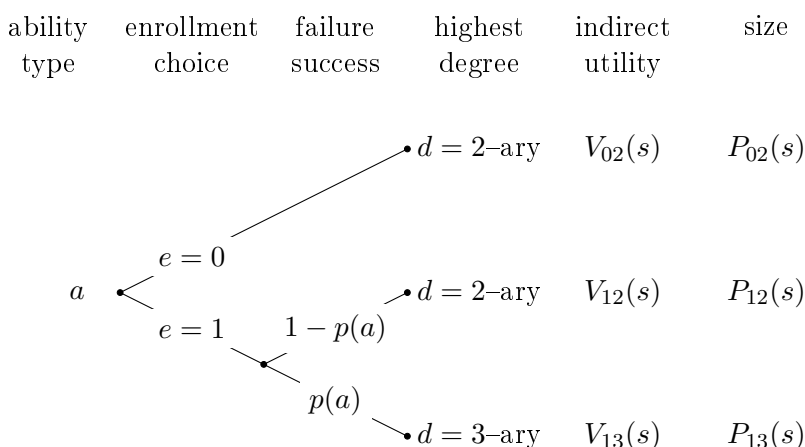 ability enrollment failure highest indirect size
type choice success degree utility
d = 2–ary V₀₂(s) P₀₂(s)
e = 0
a d = 2–ary V₁₂(s) P₁₂(s)
e = 1 1 − p(a)
p(a)
d = 3–ary V₁₃(s) P₁₃(s)